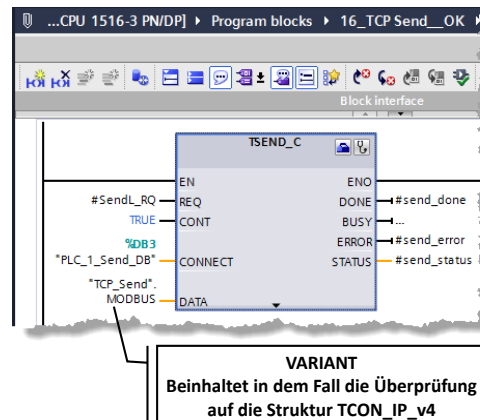 ...CPU 1516-3 PN/DP] ▸ Program blocks ▸ 16_TCP Send__OK
Block interface
TSEND_C
EN
ENO
#SendL_RQ
REQ
DONE
#send_done
TRUE
CONT
BUSY
...
%DB3
ERROR
#send_error
"PLC_1_Send_DB"
CONNECT
STATUS
#send_status
"TCP_Send".
MODBUS
DATA
VARIANT
Beinhaltet in dem Fall die Überprüfung
auf die Struktur TCON_IP_v4